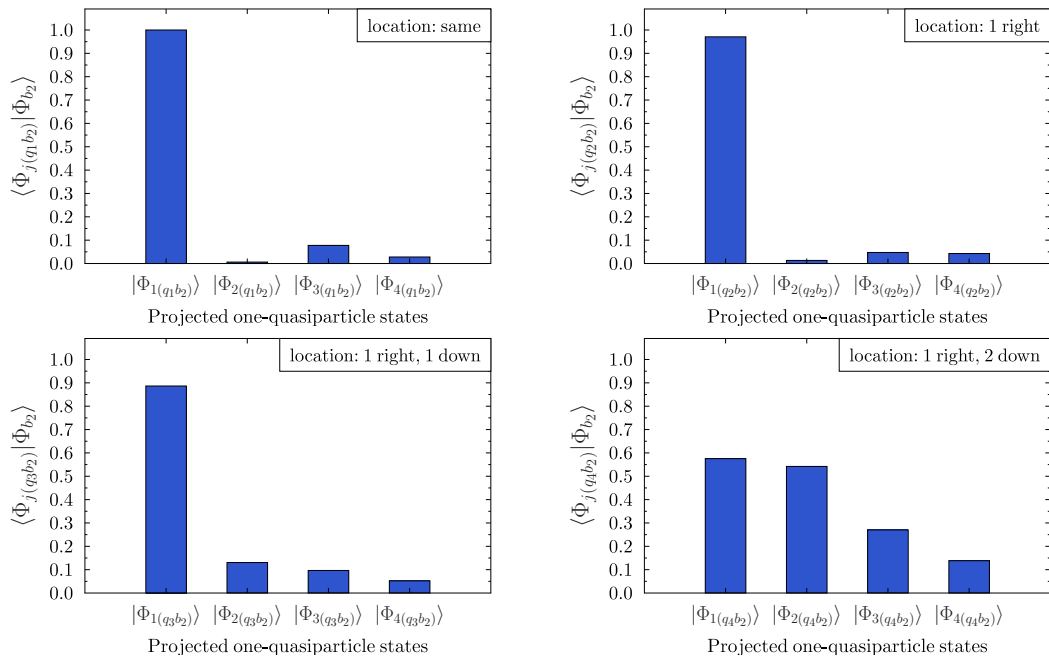 location: same
1.0
0.9
0.8
0.7
0.6
0.5
0.4
0.3
0.2
0.1
0.0
⟨Φ_{j(q₁b₂)}|Φ_{b₂}⟩
|Φ_{1(q₁b₂)}⟩ |Φ_{2(q₁b₂)}⟩ |Φ_{3(q₁b₂)}⟩ |Φ_{4(q₁b₂)}⟩
Projected one-quasiparticle states
location: 1 right
1.0
0.9
0.8
0.7
0.6
0.5
0.4
0.3
0.2
0.1
0.0
⟨Φ_{j(q₂b₂)}|Φ_{b₂}⟩
|Φ_{1(q₂b₂)}⟩ |Φ_{2(q₂b₂)}⟩ |Φ_{3(q₂b₂)}⟩ |Φ_{4(q₂b₂)}⟩
Projected one-quasiparticle states
location: 1 right, 1 down
1.0
0.9
0.8
0.7
0.6
0.5
0.4
0.3
0.2
0.1
0.0
⟨Φ_{j(q₃b₂)}|Φ_{b₂}⟩
|Φ_{1(q₃b₂)}⟩ |Φ_{2(q₃b₂)}⟩ |Φ_{3(q₃b₂)}⟩ |Φ_{4(q₃b₂)}⟩
Projected one-quasiparticle states
location: 1 right, 2 down
1.0
0.9
0.8
0.7
0.6
0.5
0.4
0.3
0.2
0.1
0.0
⟨Φ_{j(q₄b₂)}|Φ_{b₂}⟩
|Φ_{1(q₄b₂)}⟩ |Φ_{2(q₄b₂)}⟩ |Φ_{3(q₄b₂)}⟩ |Φ_{4(q₄b₂)}⟩
Projected one-quasiparticle states